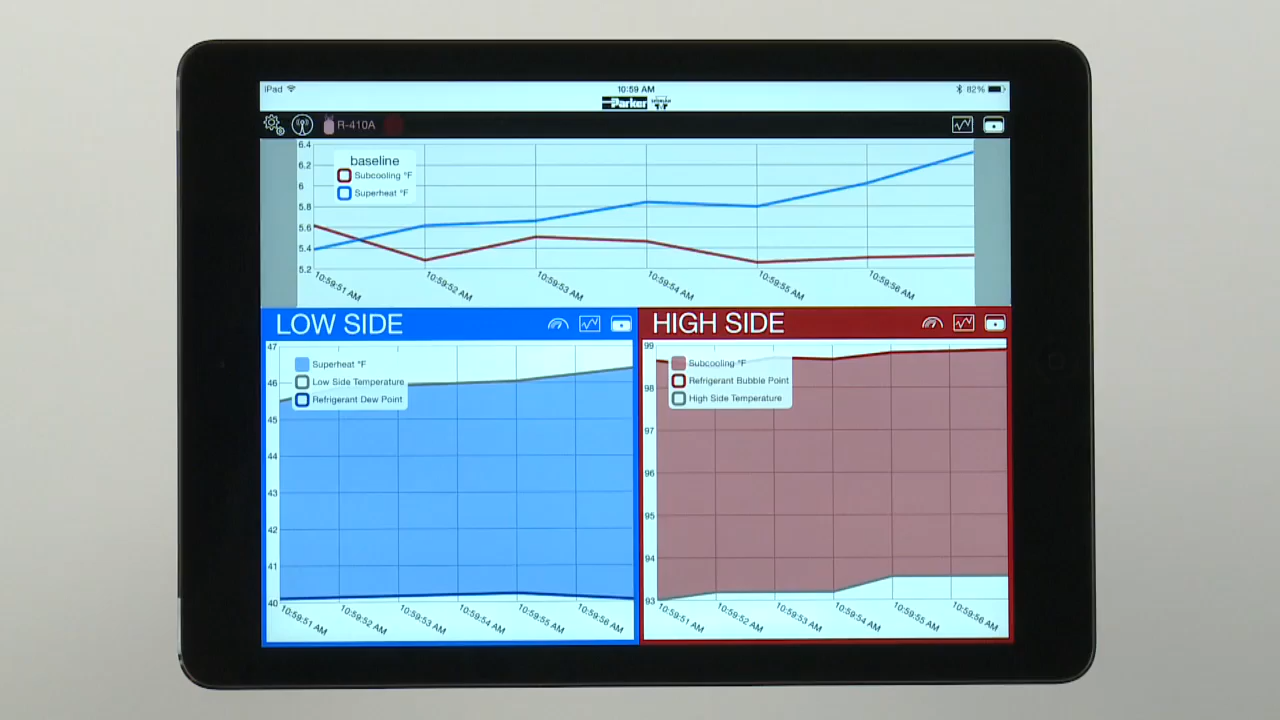 iPad 10:59 AM 82%
Parker SPORLAN
R-410A
baseline
Subcooling °F
Superheat °F
6.4
6.2
6
5.8
5.6
5.4
5.2
10:59:51 AM 10:59:52 AM 10:59:53 AM 10:59:54 AM 10:59:55 AM 10:59:56 AM
LOW SIDE
Superheat °F
Low Side Temperature
Refrigerant Dew Point
47
46
45
44
43
42
41
40
10:59:51 AM 10:59:52 AM 10:59:53 AM 10:59:54 AM 10:59:55 AM 10:59:56 AM
HIGH SIDE
Subcooling °F
Refrigerant Bubble Point
High Side Temperature
99
98
97
96
95
94
93
10:59:51 AM 10:59:52 AM 10:59:53 AM 10:59:54 AM 10:59:55 AM 10:59:56 AM